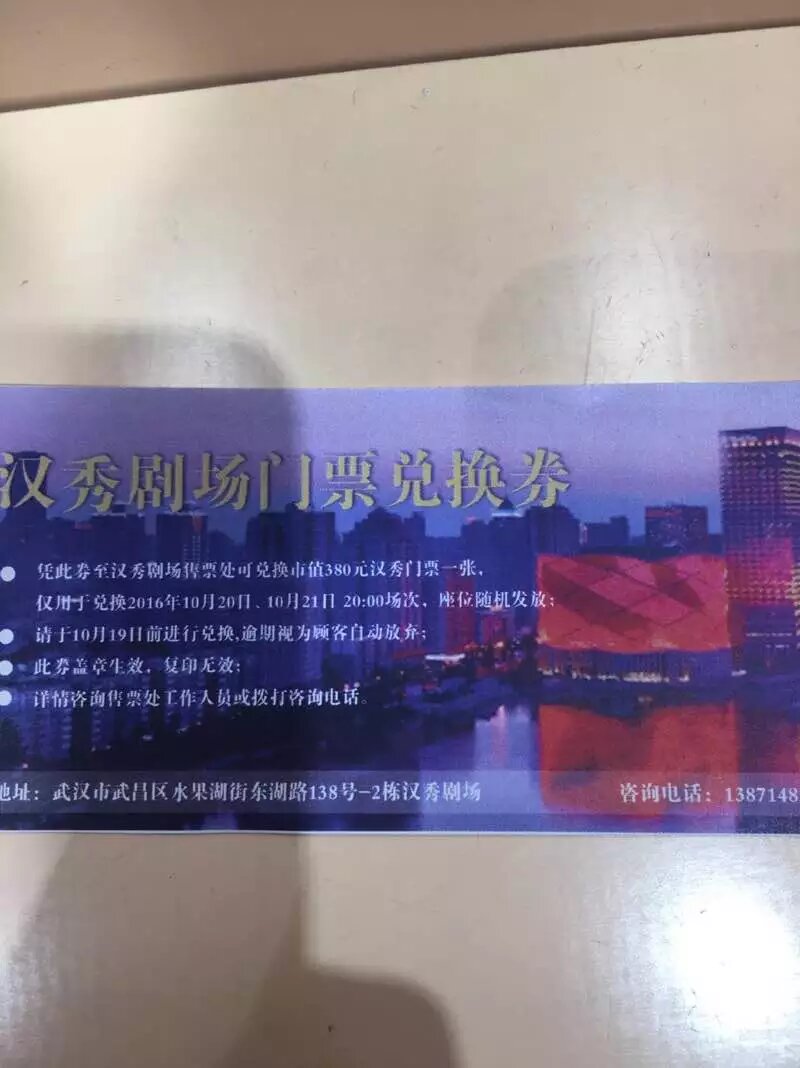 汉秀剧场门票兑换券
凭此券至汉秀剧场售票处可兑换市值380元汉秀门票一张，
仅用于兑换2016年10月20日、10月21日 20:00场次，座位随机发放；
请于10月19日前进行兑换,逾期视为顾客自动放弃；
此券盖章生效，复印无效；
详情咨询售票处工作人员或拨打咨询电话。
地址：武汉市武昌区水果湖街东湖路138号-2栋汉秀剧场 咨询电话：1387148